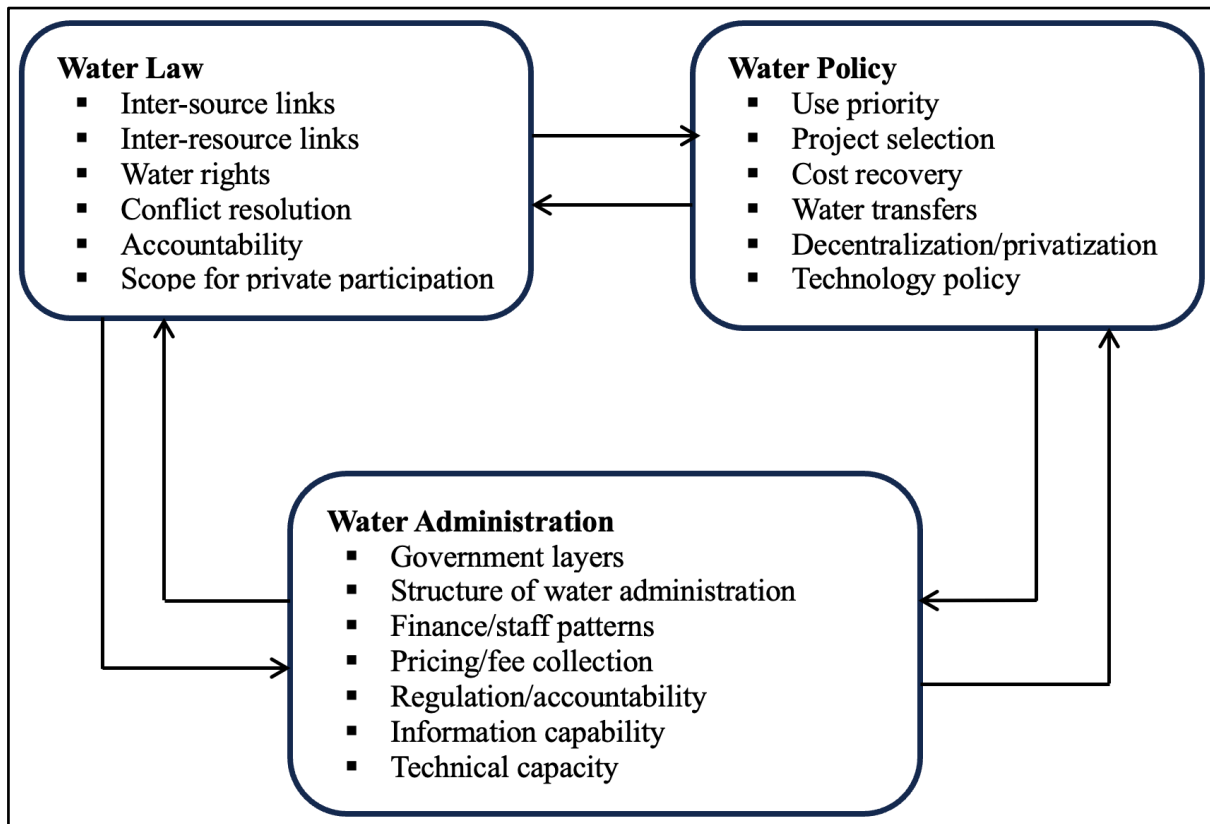 Water Law
▪ Inter-source links
▪ Inter-resource links
▪ Water rights
▪ Conflict resolution
▪ Accountability
▪ Scope for private participation
Water Policy
▪ Use priority
▪ Project selection
▪ Cost recovery
▪ Water transfers
▪ Decentralization/privatization
▪ Technology policy
Water Administration
▪ Government layers
▪ Structure of water administration
▪ Finance/staff patterns
▪ Pricing/fee collection
▪ Regulation/accountability
▪ Information capability
▪ Technical capacity